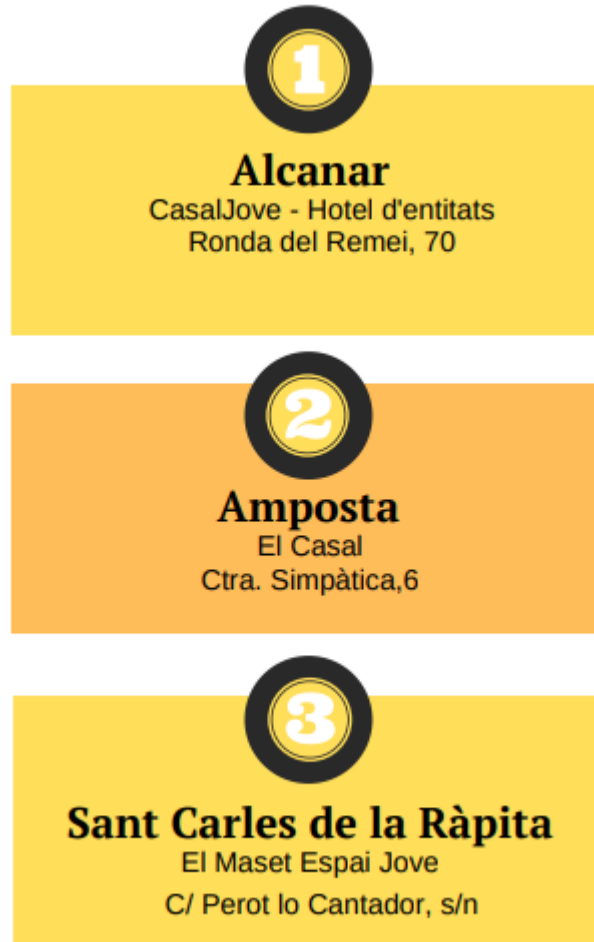 1
Alcanar
CasalJove - Hotel d'entitats
Ronda del Remei, 70
2
Amposta
El Casal
Ctra. Simpàtica,6
3
Sant Carles de la Ràpita
El Maset Espai Jove
C/ Perot lo Cantador, s/n